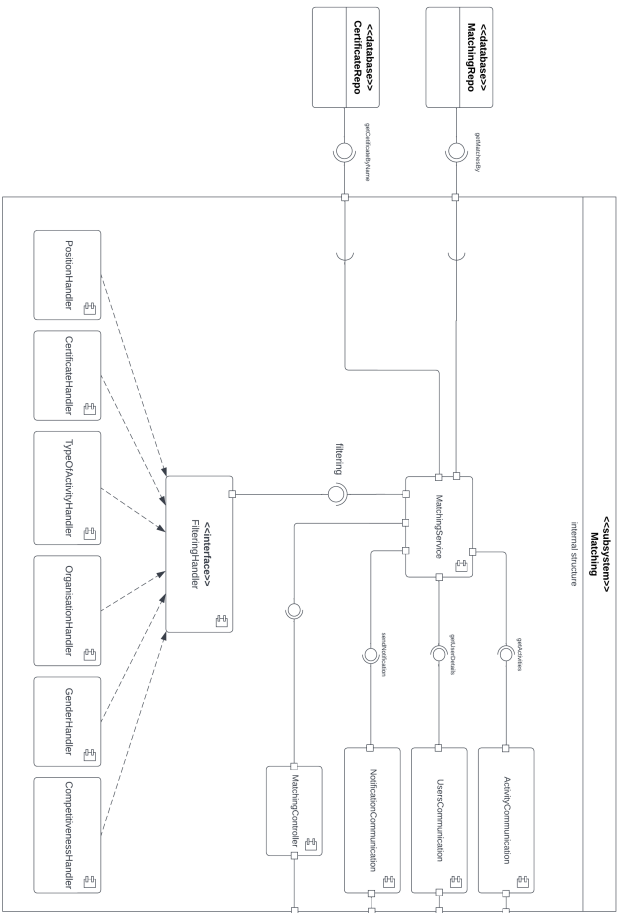 <<subsystem>>
Matching
internal structure
<<database>>
MatchingRepo
<<database>>
CertificateRepo
getMatchesBy
getCetificateByName
MatchingService
filtering
getActivities
getUserDetails
sendNotification
ActivityCommunication
UsersCommunication
NotificationCommunication
MatchingController
<<interface>>
FilteringHandler
PositionHandler
CertificateHandler
TypeOfActivityHandler
OrganisationHandler
GenderHandler
CompetitivenessHandler